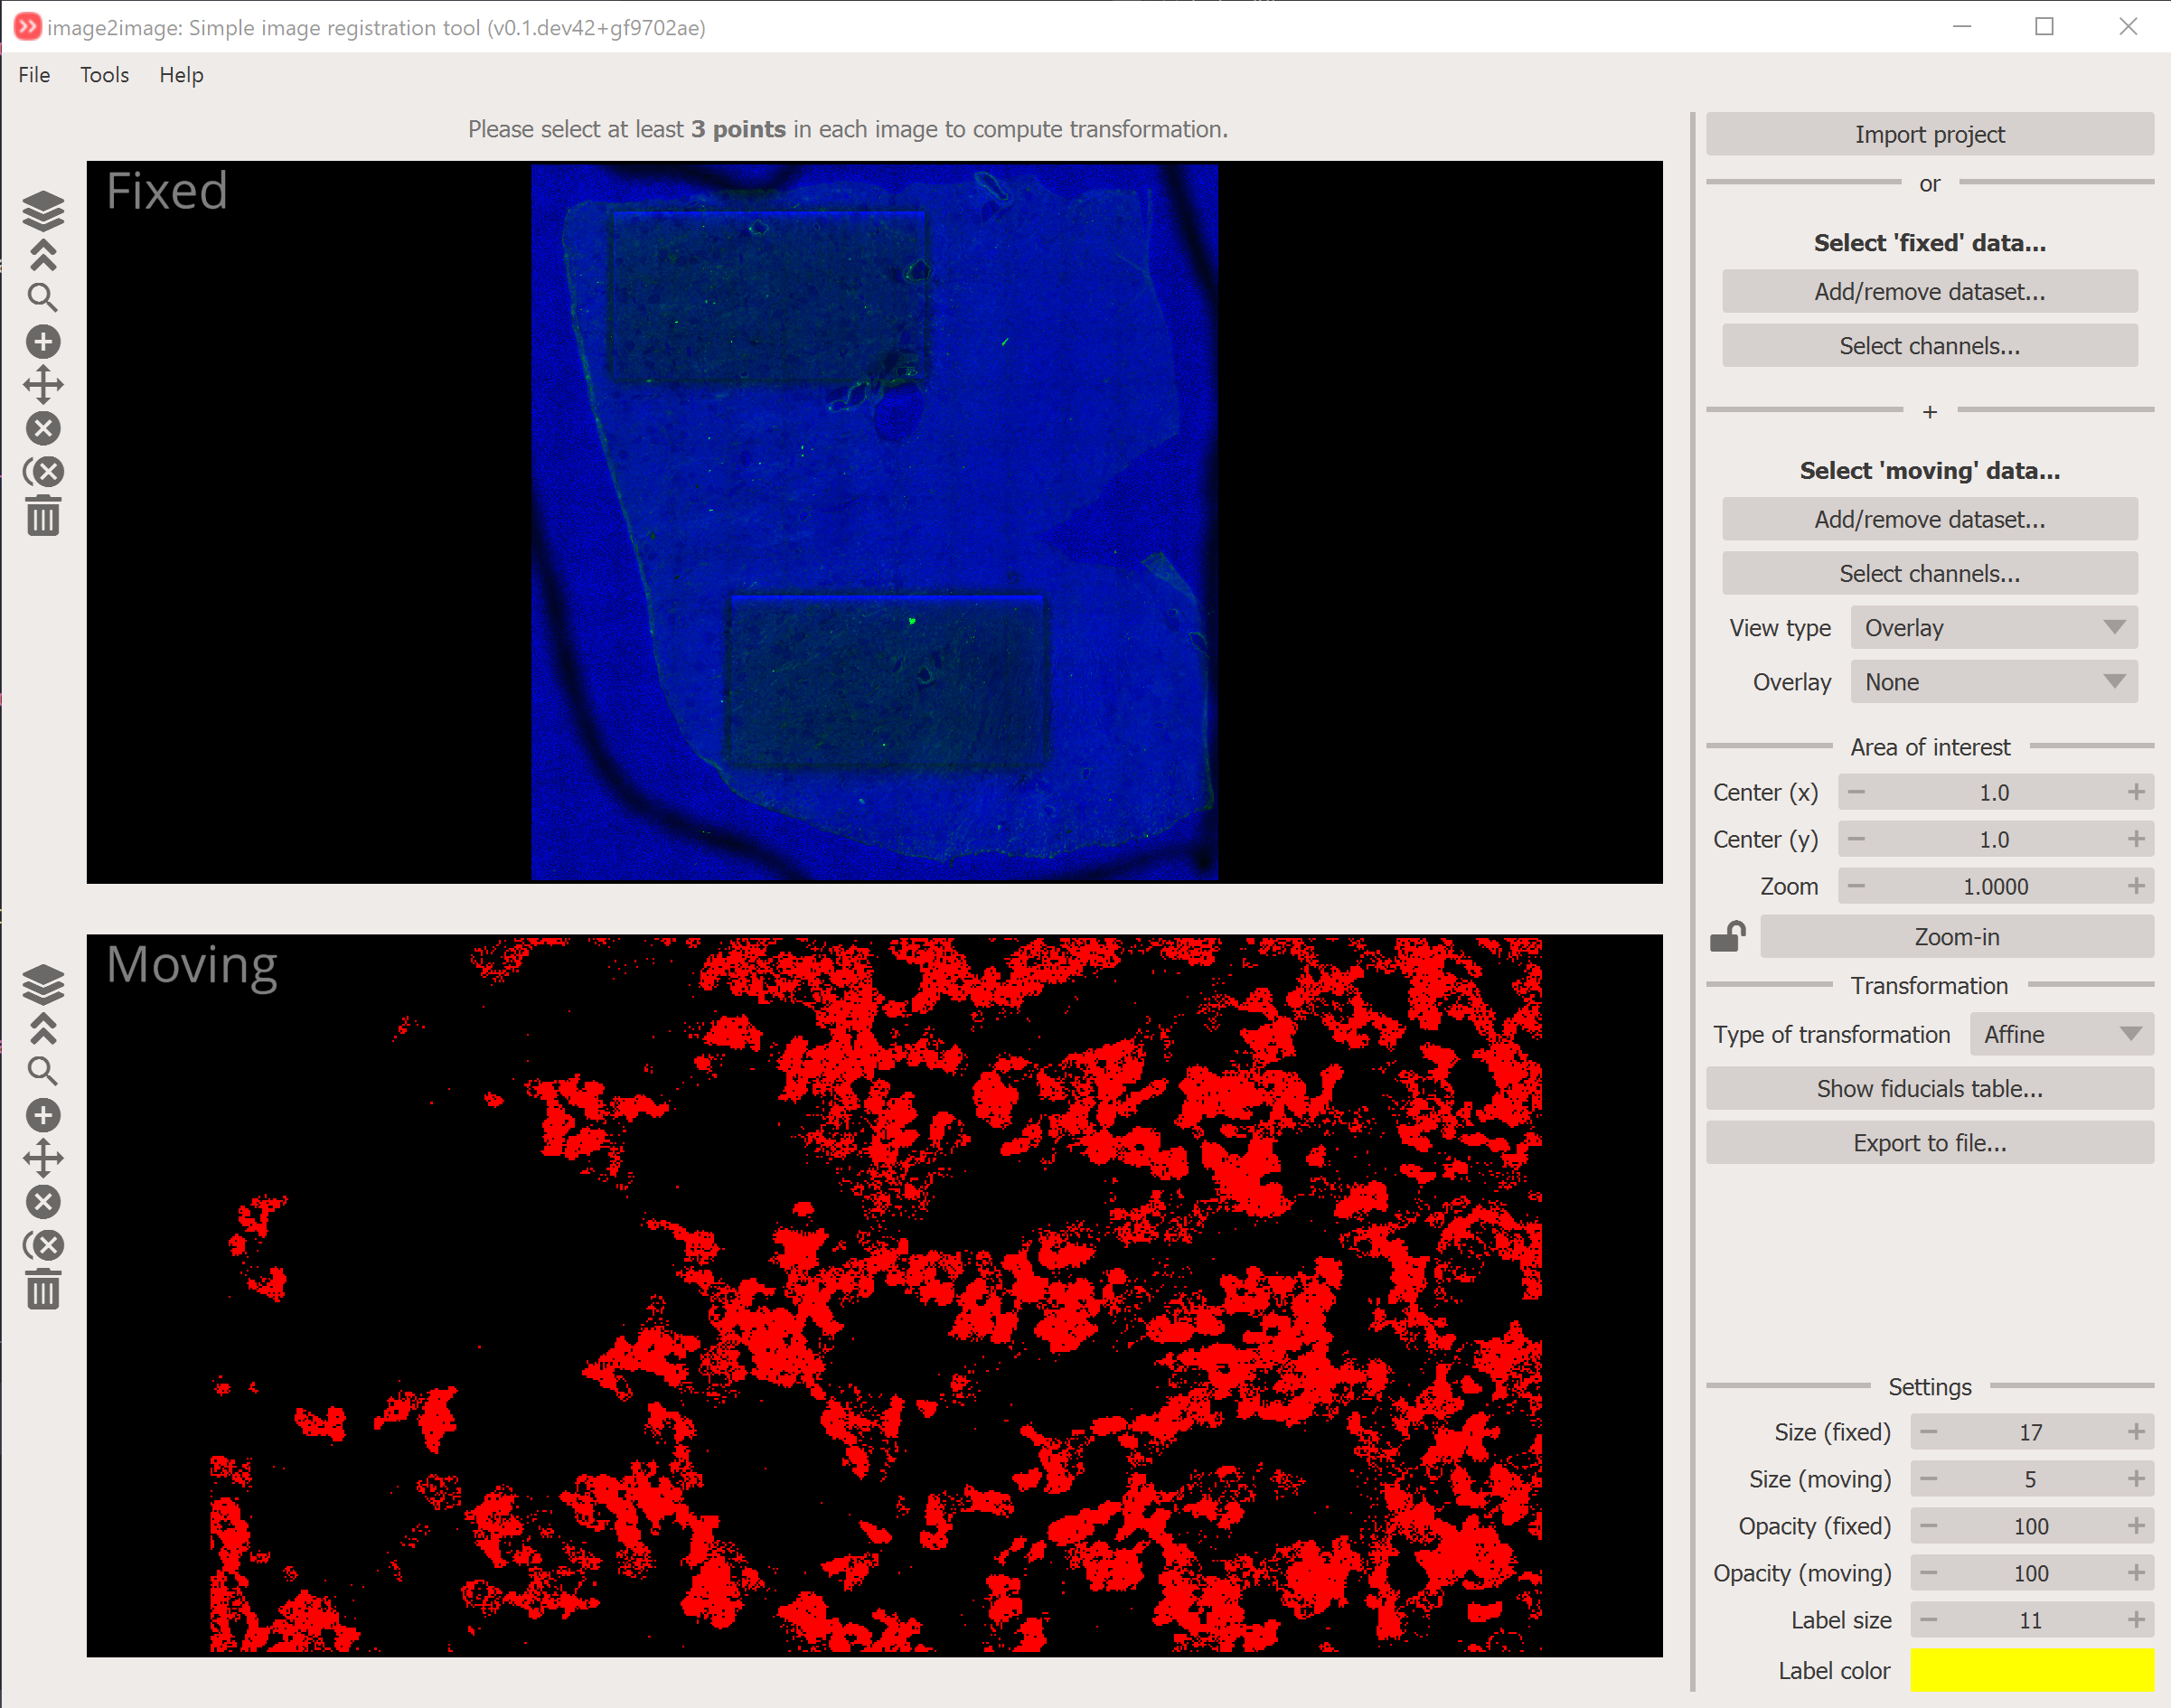 image2image: Simple image registration tool (v0.1.dev42+gf9702ae)
File Tools Help
Please select at least 3 points in each image to compute transformation.
Fixed
Moving
Import project
or
Select 'fixed' data...
Add/remove dataset...
Select channels...
+
Select 'moving' data...
Add/remove dataset...
Select channels...
View type Overlay
Overlay None
Area of interest
Center (x) − 1.0 +
Center (y) − 1.0 +
Zoom − 1.0000 +
Zoom-in
Transformation
Type of transformation Affine
Show fiducials table...
Export to file...
Settings
Size (fixed) − 17 +
Size (moving) − 5 +
Opacity (fixed) − 100 +
Opacity (moving) − 100 +
Label size − 11 +
Label color